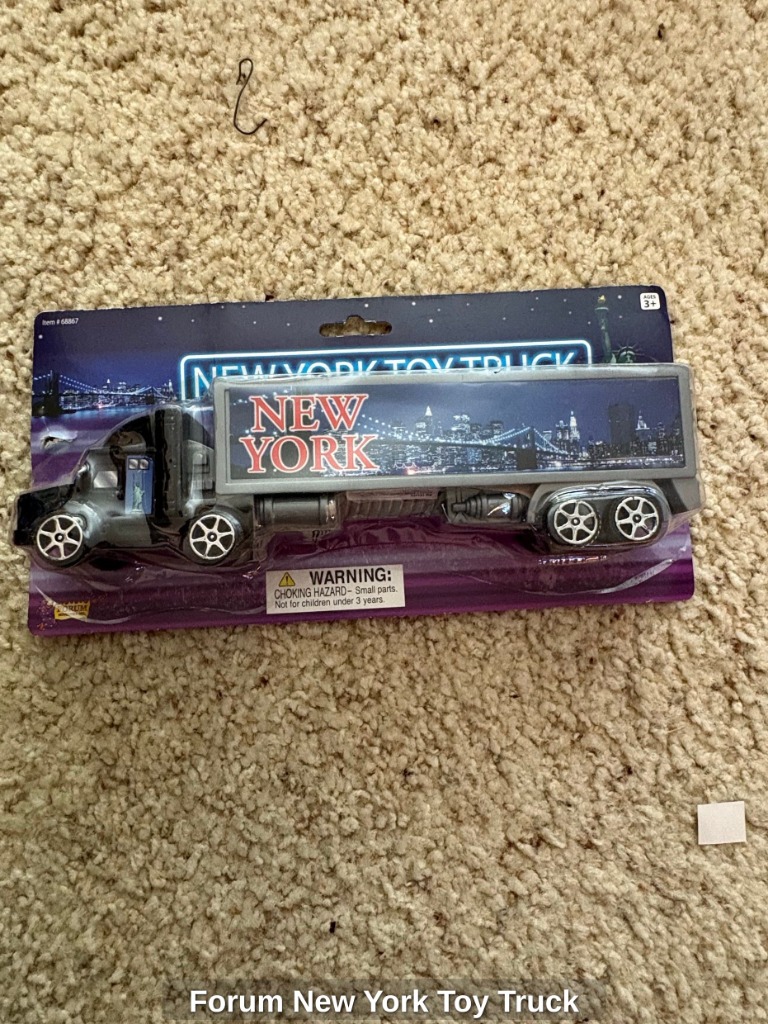 Item # 68867
AGES
3+
NEW YORK TOY TRUCK
NEW
YORK
WARNING:
CHOKING HAZARD – Small parts.
Not for children under 3 years.
FORUM
Forum New York Toy Truck